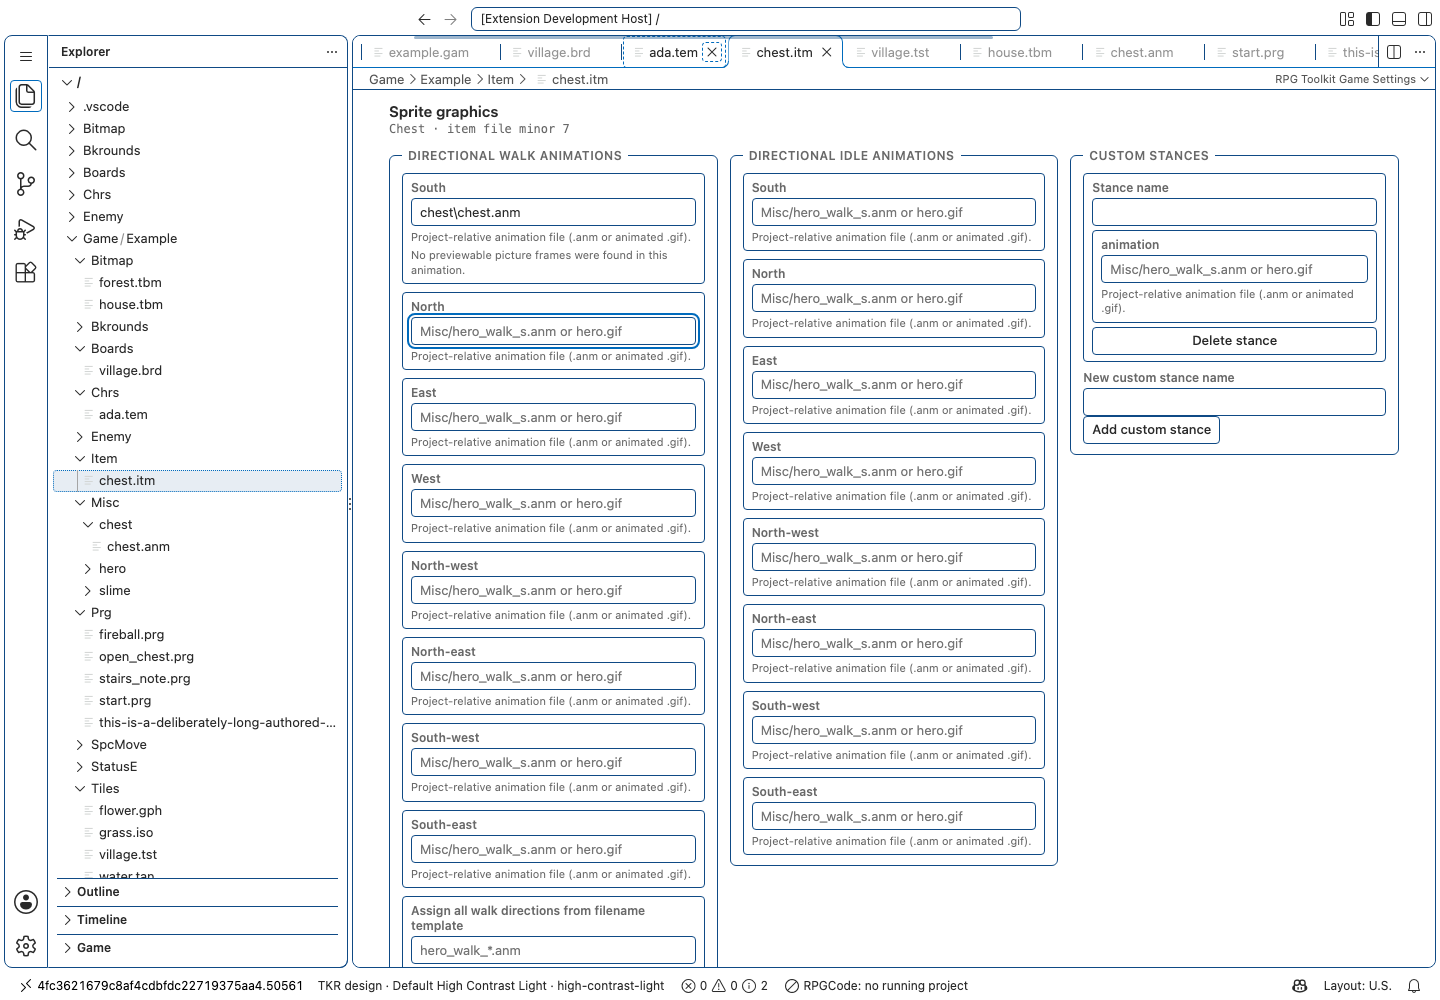 [Extension Development Host] /
Explorer
/
.vscode
Bitmap
Bkrounds
Boards
Chrs
Enemy
Game / Example
Bitmap
forest.tbm
house.tbm
Bkrounds
Boards
village.brd
Chrs
ada.tem
Enemy
Item
chest.itm
Misc
chest
chest.anm
hero
slime
Prg
fireball.prg
open_chest.prg
stairs_note.prg
start.prg
this-is-a-deliberately-long-authored-...
SpcMove
StatusE
Tiles
flower.gph
grass.iso
village.tst
water.tan
Outline
Timeline
Game
example.gam
village.brd
ada.tem
chest.itm
village.tst
house.tbm
chest.anm
start.prg
this-is
Game > Example > Item > chest.itm
RPG Toolkit Game Settings
Sprite graphics
Chest · item file minor 7
DIRECTIONAL WALK ANIMATIONS
South
chest\chest.anm
Project-relative animation file (.anm or animated .gif).
No previewable picture frames were found in this
animation.
North
Misc/hero_walk_s.anm or hero.gif
Project-relative animation file (.anm or animated .gif).
East
Misc/hero_walk_s.anm or hero.gif
Project-relative animation file (.anm or animated .gif).
West
Misc/hero_walk_s.anm or hero.gif
Project-relative animation file (.anm or animated .gif).
North-west
Misc/hero_walk_s.anm or hero.gif
Project-relative animation file (.anm or animated .gif).
North-east
Misc/hero_walk_s.anm or hero.gif
Project-relative animation file (.anm or animated .gif).
South-west
Misc/hero_walk_s.anm or hero.gif
Project-relative animation file (.anm or animated .gif).
South-east
Misc/hero_walk_s.anm or hero.gif
Project-relative animation file (.anm or animated .gif).
Assign all walk directions from filename
template
hero_walk_*.anm
DIRECTIONAL IDLE ANIMATIONS
South
Misc/hero_walk_s.anm or hero.gif
Project-relative animation file (.anm or animated .gif).
North
Misc/hero_walk_s.anm or hero.gif
Project-relative animation file (.anm or animated .gif).
East
Misc/hero_walk_s.anm or hero.gif
Project-relative animation file (.anm or animated .gif).
West
Misc/hero_walk_s.anm or hero.gif
Project-relative animation file (.anm or animated .gif).
North-west
Misc/hero_walk_s.anm or hero.gif
Project-relative animation file (.anm or animated .gif).
North-east
Misc/hero_walk_s.anm or hero.gif
Project-relative animation file (.anm or animated .gif).
South-west
Misc/hero_walk_s.anm or hero.gif
Project-relative animation file (.anm or animated .gif).
South-east
Misc/hero_walk_s.anm or hero.gif
Project-relative animation file (.anm or animated .gif).
CUSTOM STANCES
Stance name
animation
Misc/hero_walk_s.anm or hero.gif
Project-relative animation file (.anm or animated
.gif).
Delete stance
New custom stance name
Add custom stance
4fc3621679c8af4cdbfdc22719375aa4.50561
TKR design · Default High Contrast Light · high-contrast-light
0 0 2
RPGCode: no running project
Layout: U.S.